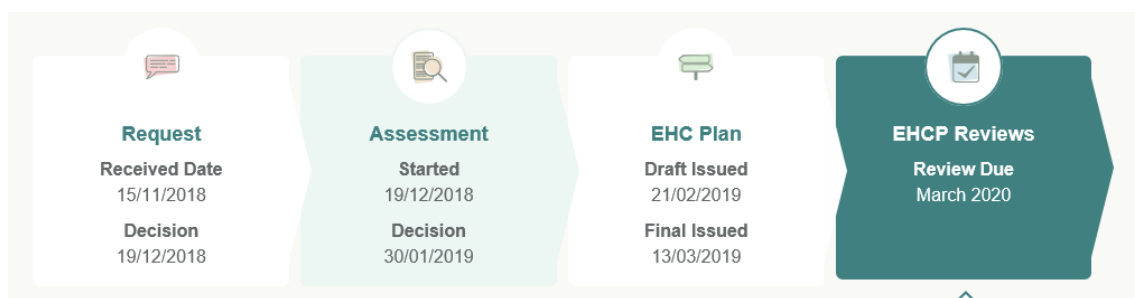 Request
Received Date
15/11/2018
Decision
19/12/2018
Assessment
Started
19/12/2018
Decision
30/01/2019
EHC Plan
Draft Issued
21/02/2019
Final Issued
13/03/2019
EHCP Reviews
Review Due
March 2020